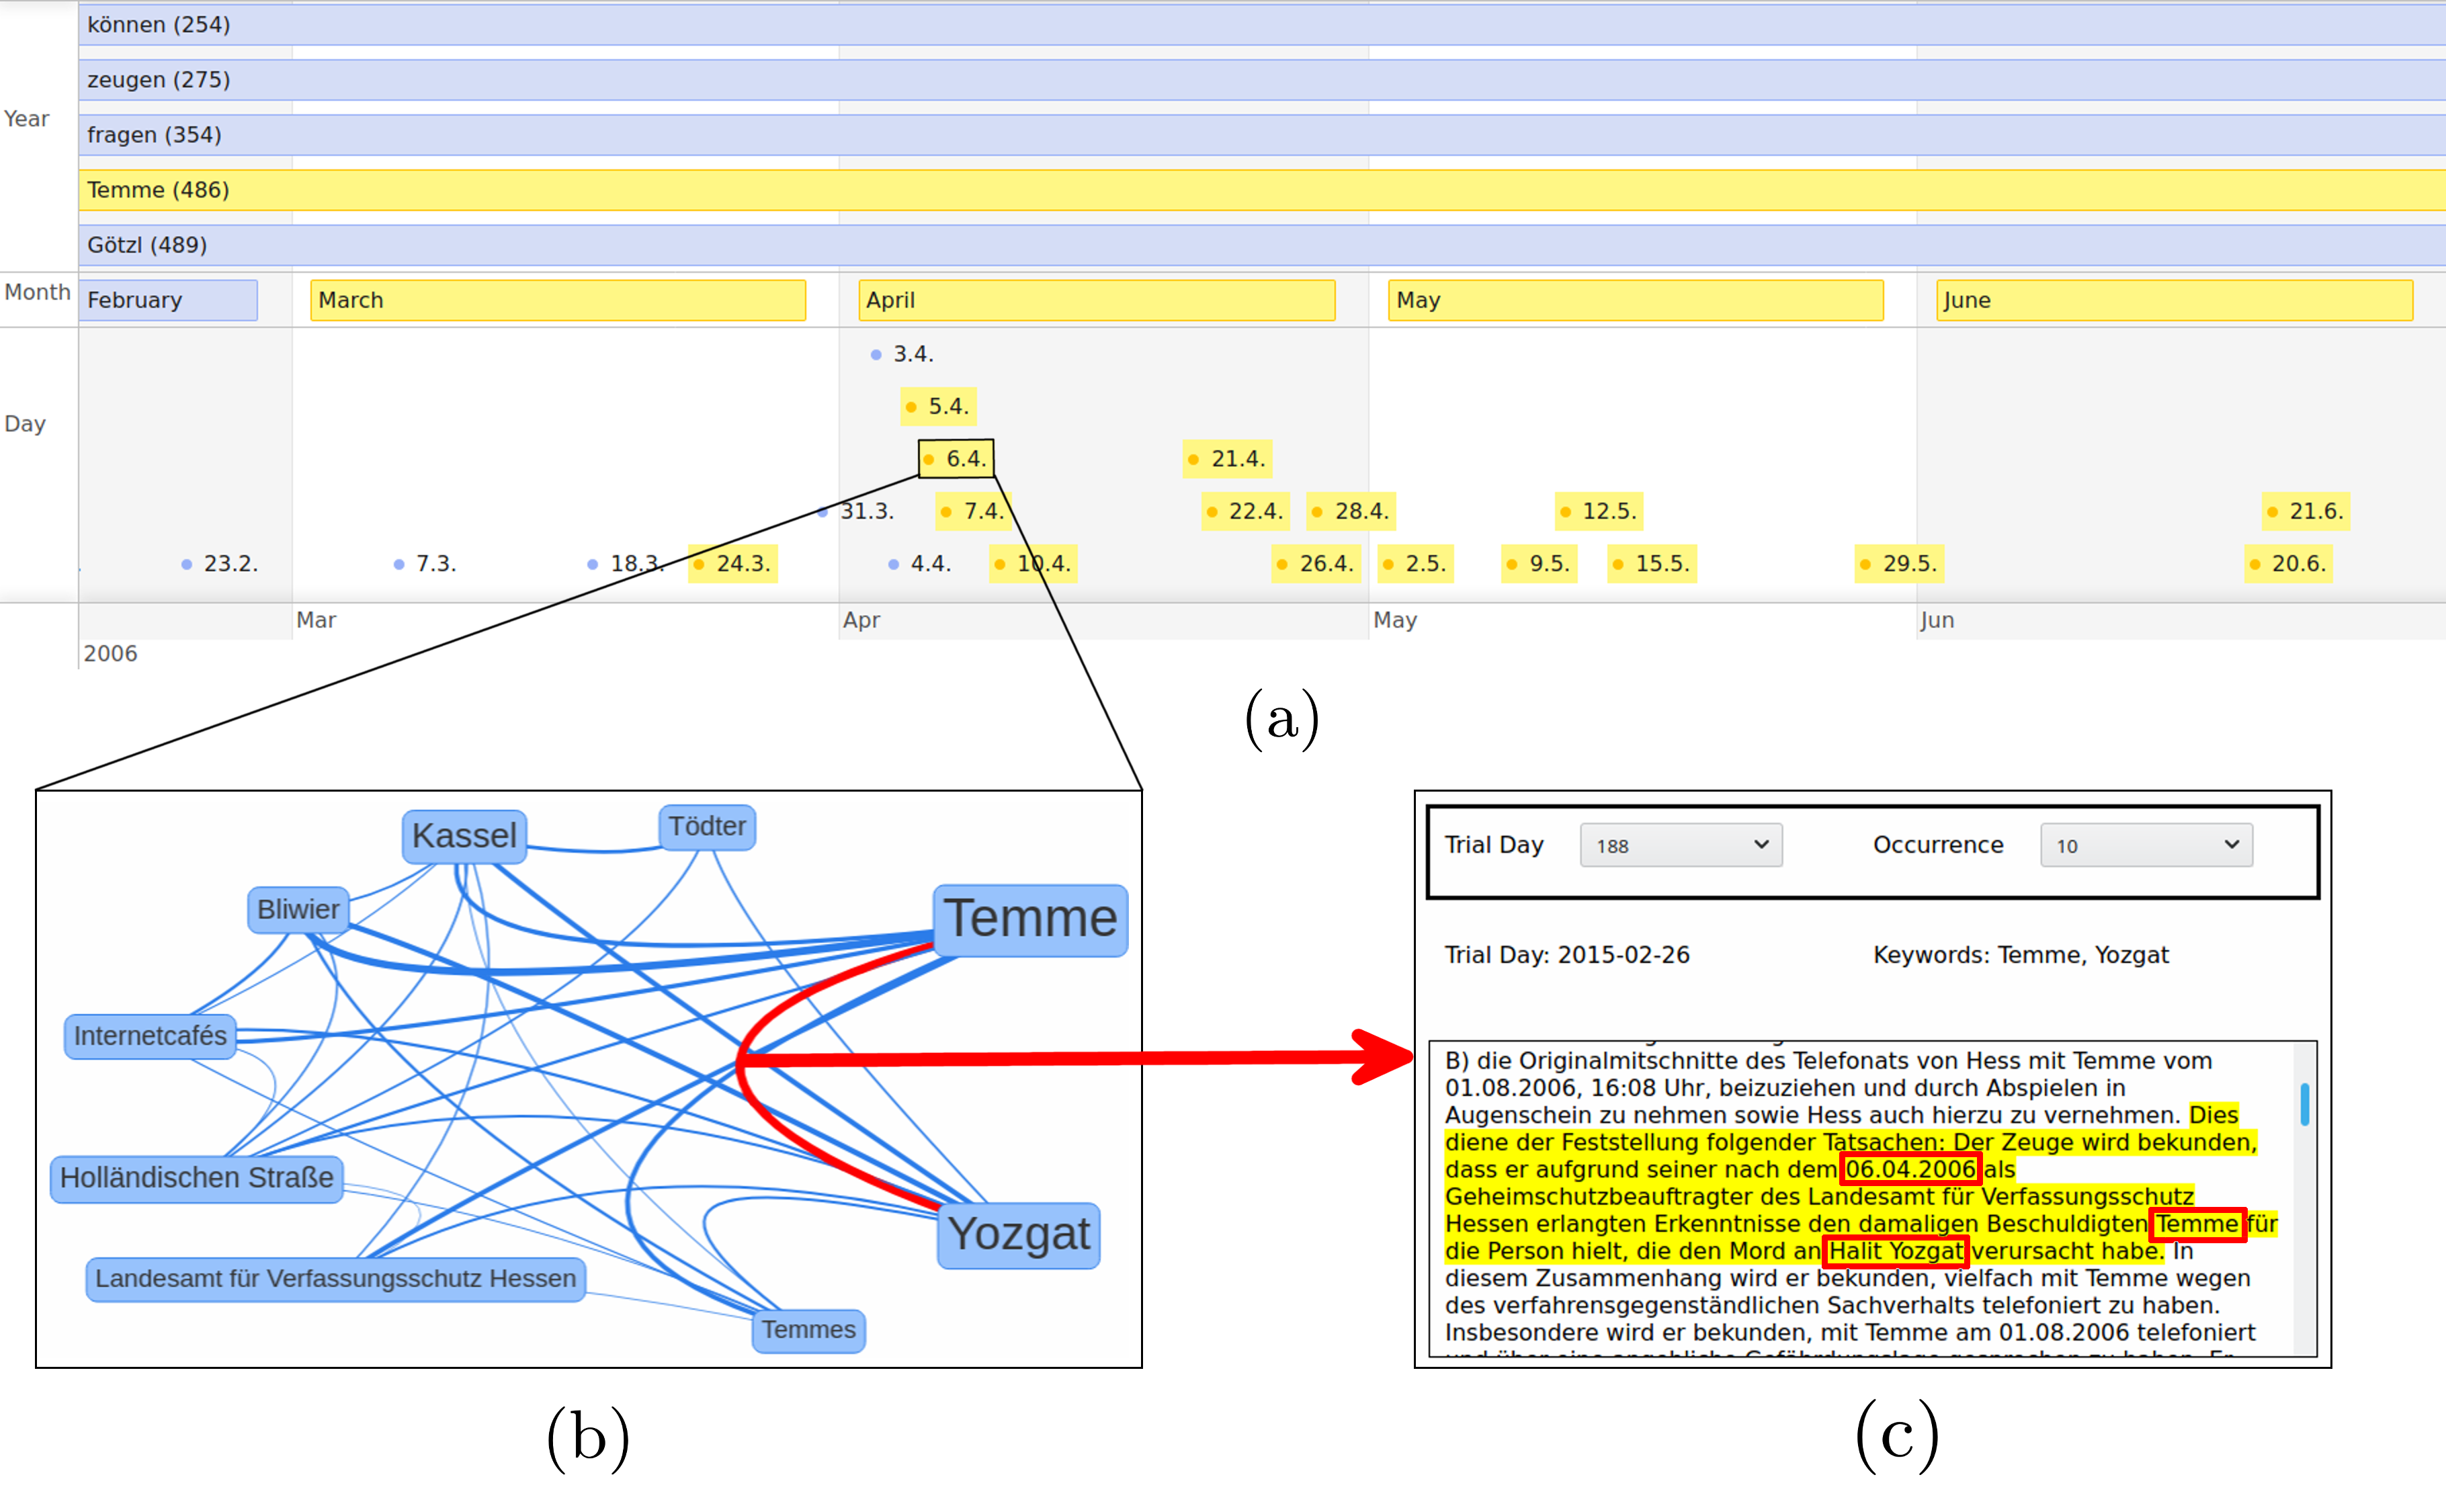 können (254)
zeugen (275)
Year
fragen (354)
Temme (486)
Götzl (489)
Month
February
March
April
May
June
3.4.
Day
5.4.
6.4.
21.4.
31.3.
7.4.
22.4.
28.4.
12.5.
21.6.
23.2.
7.3.
18.3.
24.3.
4.4.
10.4.
26.4.
2.5.
9.5.
15.5.
29.5.
20.6.
Mar
Apr
May
Jun
2006
(a)
Kassel
Tödter
Bliwier
Temme
Internetcafés
Holländischen Straße
Yozgat
Landesamt für Verfassungsschutz Hessen
Temmes
(b)
Trial Day
188
Occurrence
10
Trial Day: 2015-02-26
Keywords: Temme, Yozgat
B) die Originalmitschnitte des Telefonats von Hess mit Temme vom
01.08.2006, 16:08 Uhr, beizuziehen und durch Abspielen in
Augenschein zu nehmen sowie Hess auch hierzu zu vernehmen. Dies
diene der Feststellung folgender Tatsachen: Der Zeuge wird bekunden,
dass er aufgrund seiner nach dem 06.04.2006 als
Geheimschutzbeauftragter des Landesamt für Verfassungsschutz
Hessen erlangten Erkenntnisse den damaligen Beschuldigten Temme für
die Person hielt, die den Mord an Halit Yozgat verursacht habe. In
diesem Zusammenhang wird er bekunden, vielfach mit Temme wegen
des verfahrensgegenständlichen Sachverhalts telefoniert zu haben.
Insbesondere wird er bekunden, mit Temme am 01.08.2006 telefoniert
(c)